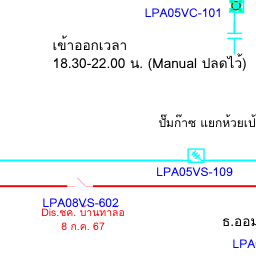 LPA05VC-101
เข้าออกเวลา
18.30-22.00 น. (Manual ปลดไว้)
ปั๊มก๊าซ แยกห้วยเป้
LPA05VS-109
LPA08VS-602
Dis.ชค. บานทาลอ
8 ก.ค. 67
ธ.ออม
LPA0